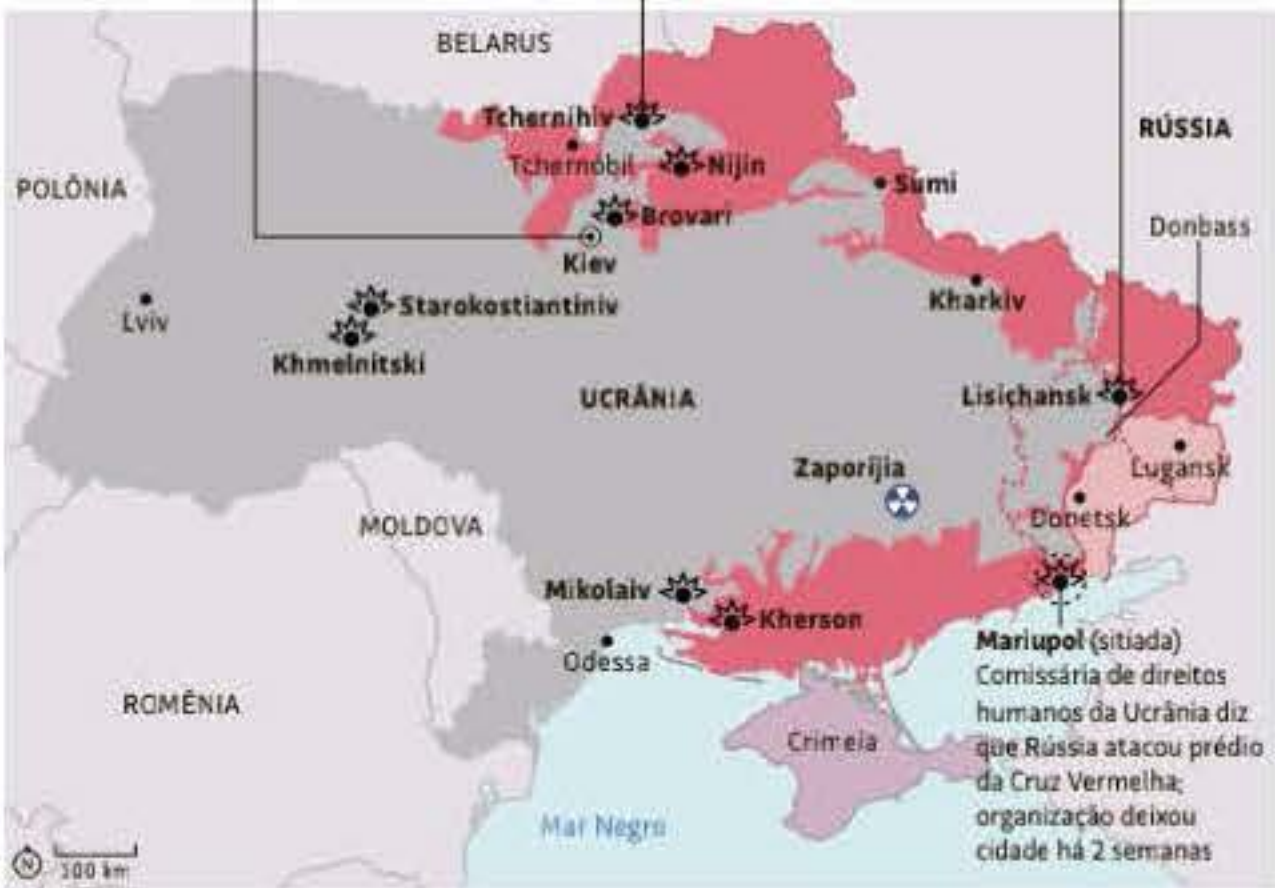 BELARUS
Tchernihiv
RÚSSIA
Tchernóbil
Nijin
POLÔNIA
Sumi
Brovari
Donbass
Kiev
Kharkiv
Lviv
Starokostiantiniv
Khmelnitski
UCRÂNIA
Lisichansk
Zaporíjia
Lugansk
Donetsk
MOLDOVA
Mikolaiv
Kherson
Odessa
Mariupol (sitiada)
Comissária de direitos
humanos da Ucrânia diz
que Rússia atacou prédio
da Cruz Vermelha;
organização deixou
cidade há 2 semanas
ROMÊNIA
Crimeia
Mar Negro
N
100 km